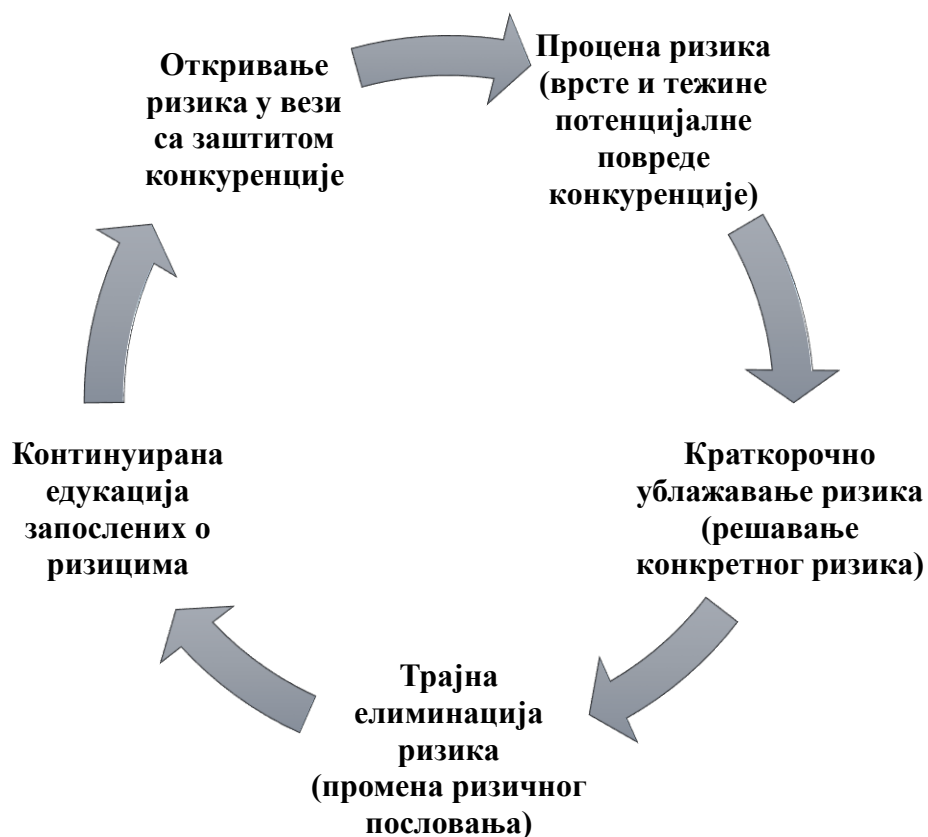 Откривање
ризика у вези
са заштитом
конкуренције
Процена ризика
(врсте и тежине
потенцијалне
повреде
конкуренције)
Краткорочно
ублажавање ризика
(решавање
конкретног ризика)
Трајна
елиминација
ризика
(промена ризичног
пословања)
Континуирана
едукација
запослених о
ризицима